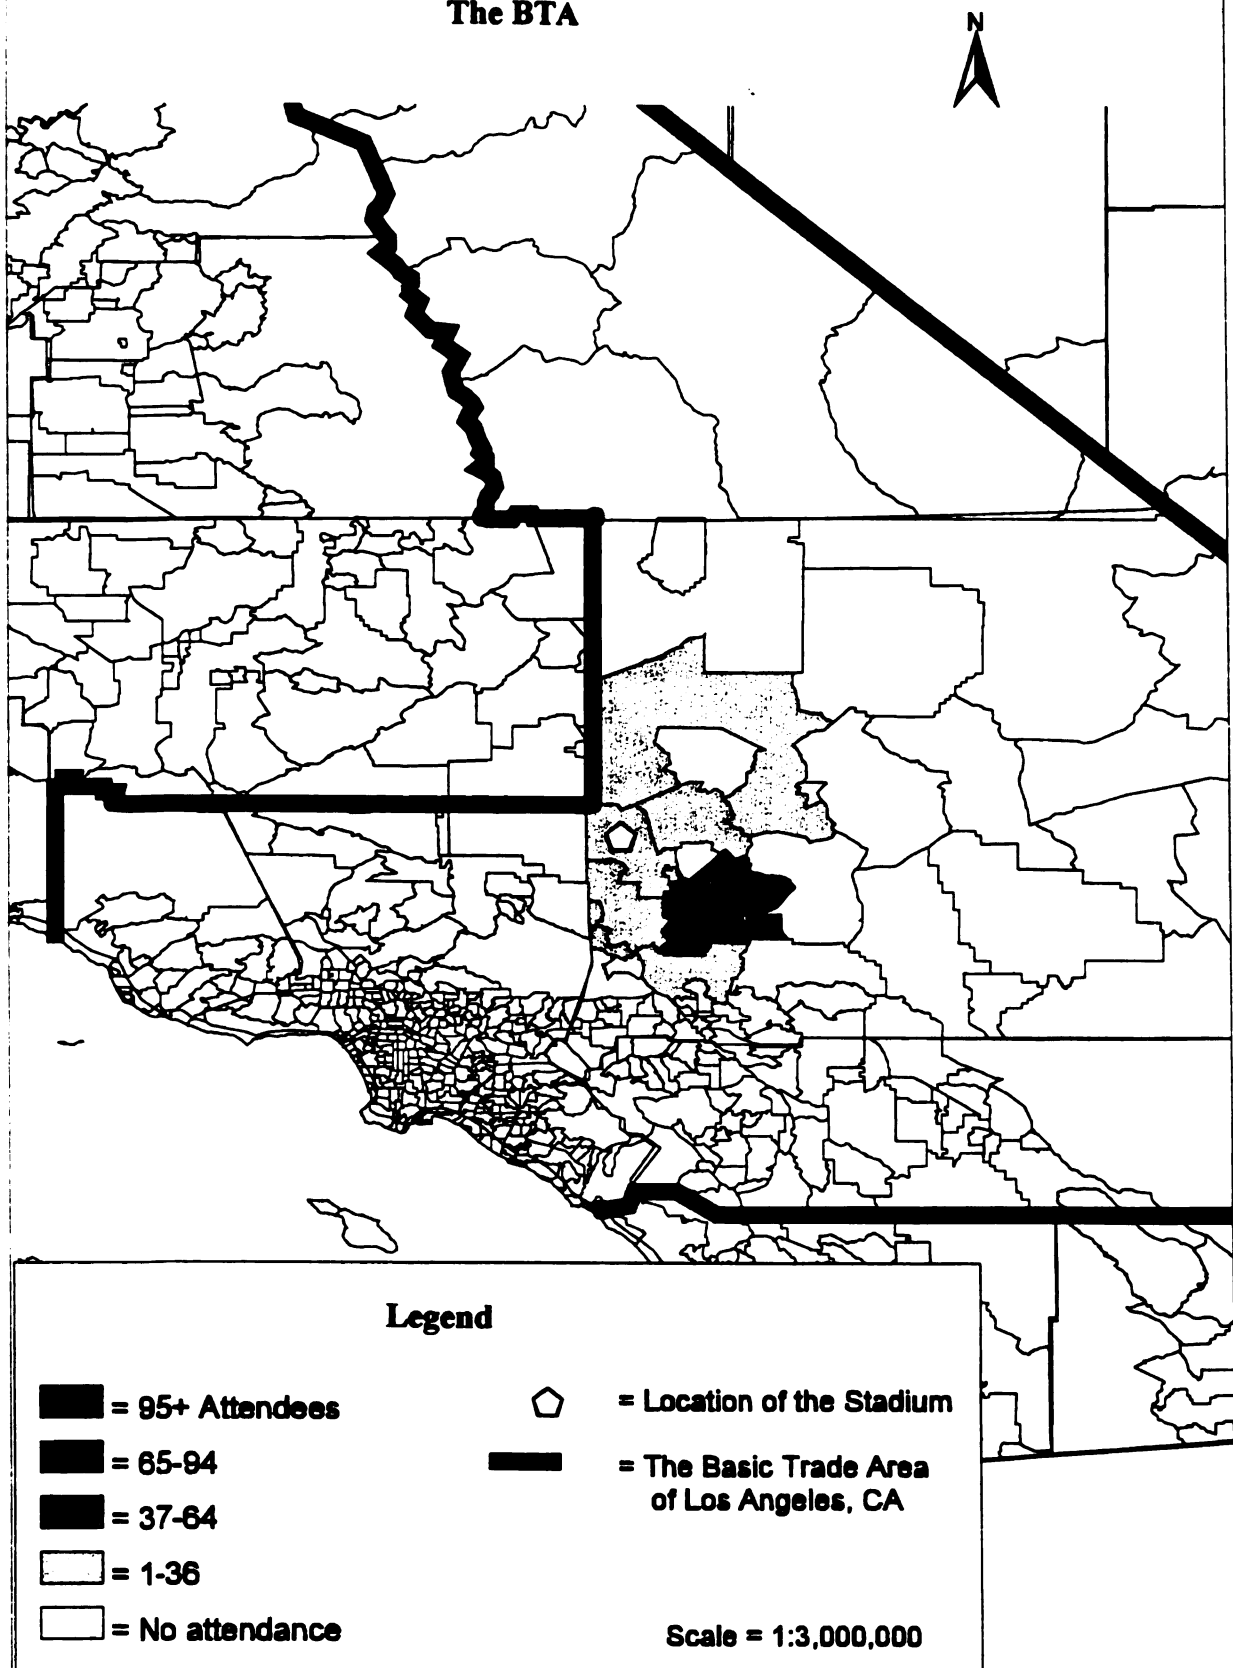 The BTA
N
Legend
= 95+ Attendees
= 65-94
= 37-64
= 1-36
= No attendance
= Location of the Stadium
= The Basic Trade Area
of Los Angeles, CA
Scale = 1:3,000,000